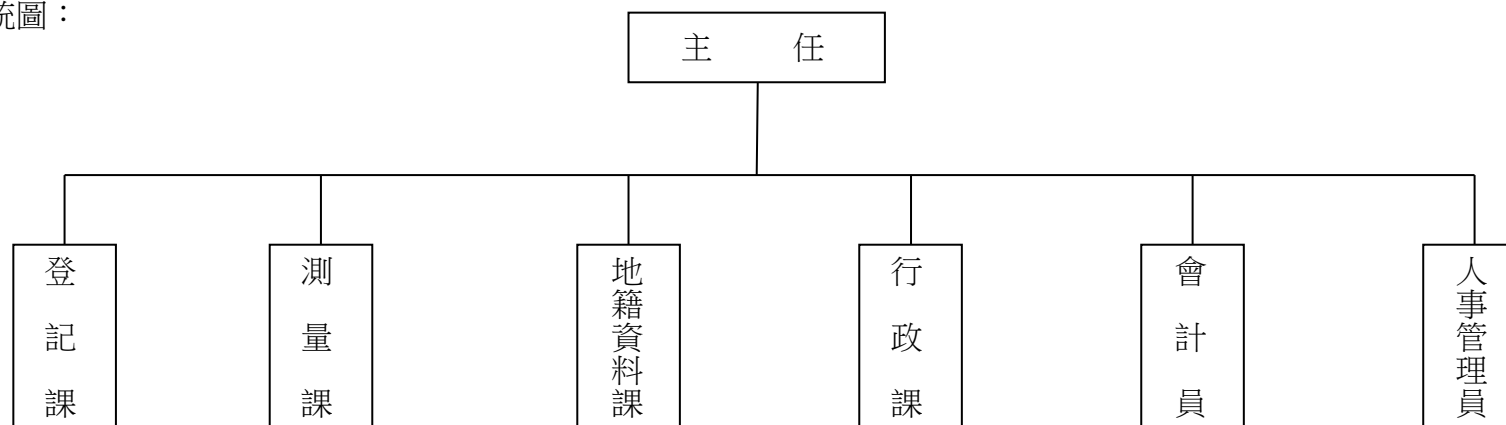 統圖：
主任
登記課
測量課
地籍資料課
行政課
會計員
人事管理員